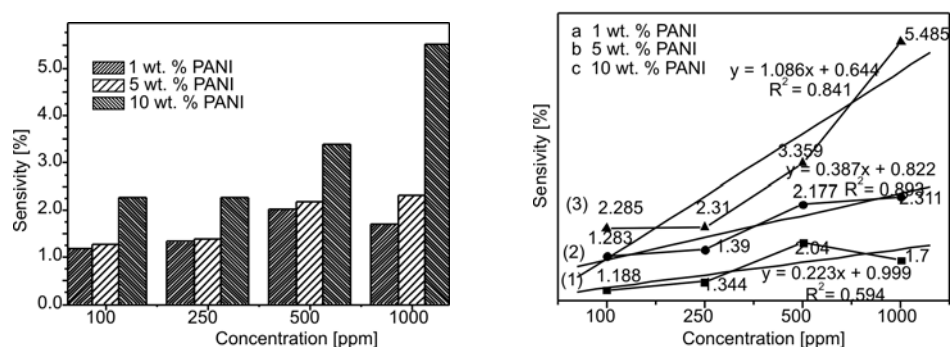 5.0
4.0
3.0
2.0
1.0
0.0
Sensivity [%]
1 wt. % PANI
5 wt. % PANI
10 wt. % PANI
100
250
500
1000
Concentration [ppm]
Sensivity [%]
a 1 wt. % PANI
b 5 wt. % PANI
c 10 wt. % PANI
5.485
y = 1.086x + 0.644
R² = 0.841
3.359
y = 0.387x + 0.822
R² = 0.893
2.177
2.311
(3)
2.285
2.31
1.283
1.39
(2)
2.04
1.7
(1)
1.188
1.344
y = 0.223x + 0.999
R² = 0.594
100
250
500
1000
Concentration [ppm]